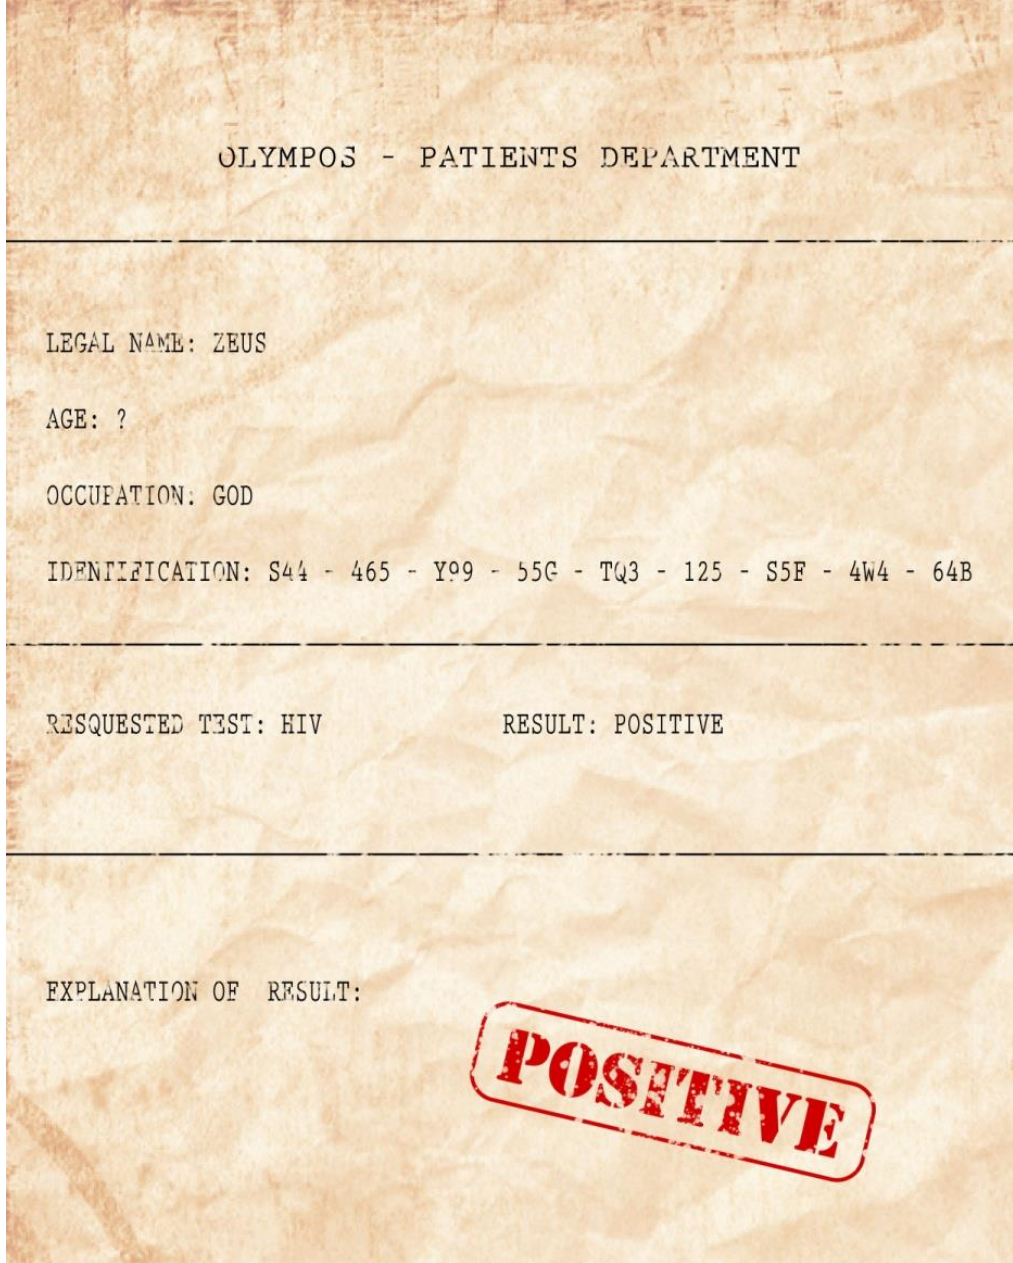 OLYMPOS - PATIENTS DEPARTMENT
LEGAL NAME: ZEUS
AGE: ?
OCCUPATION: GOD
IDENTIFICATION: S44 - 465 - Y99 - 55G - TQ3 - 125 - S5F - 4W4 - 64B
RESQUESTED TEST: HIV RESULT: POSITIVE
EXPLANATION OF RESULT:
POSITIVE